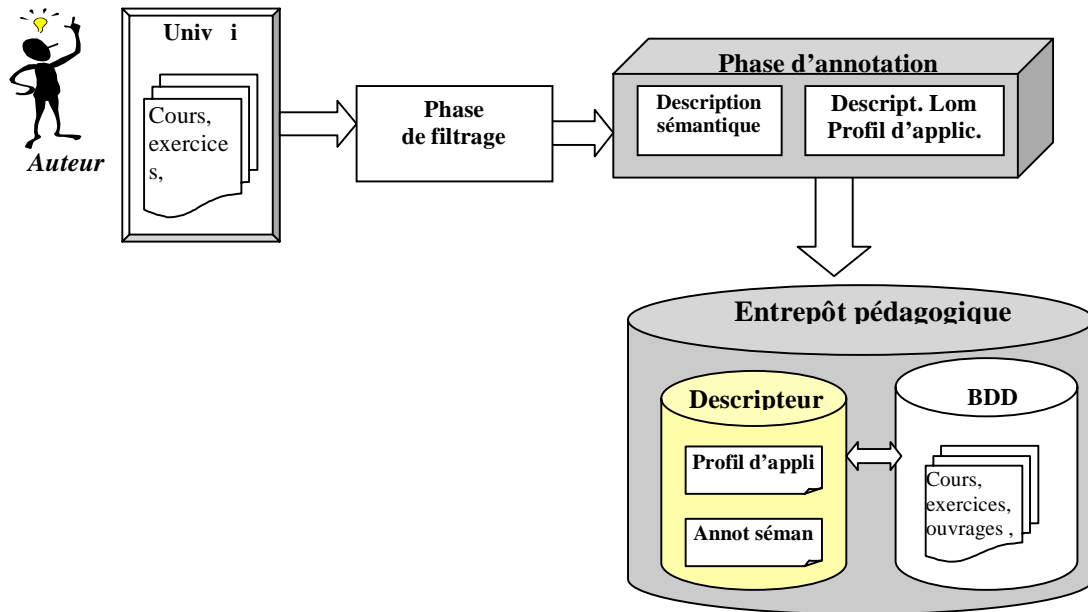 Univ i
Cours,
exercice
s,
Auteur
Phase
de filtrage
Phase d'annotation
Description
sémantique
Descript. Lom
Profil d'applic.
Entrepôt pédagogique
Descripteur
Profil d'appli
Annot séman
BDD
Cours,
exercices,
ouvrages ,